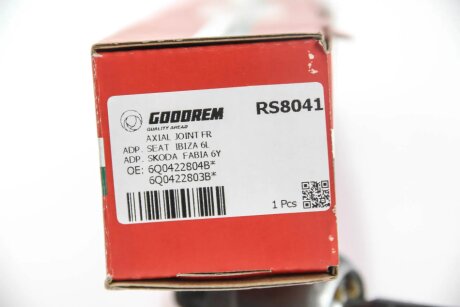 GOODREM
RS8041
QUALITY AHEAD
AXIAL JOINT FR
ADP. SEAT IBIZA 6L
ADP. SKODA FABIA 6Y
OE: 6Q0422804B*
6Q0422803B*
1 Pcs